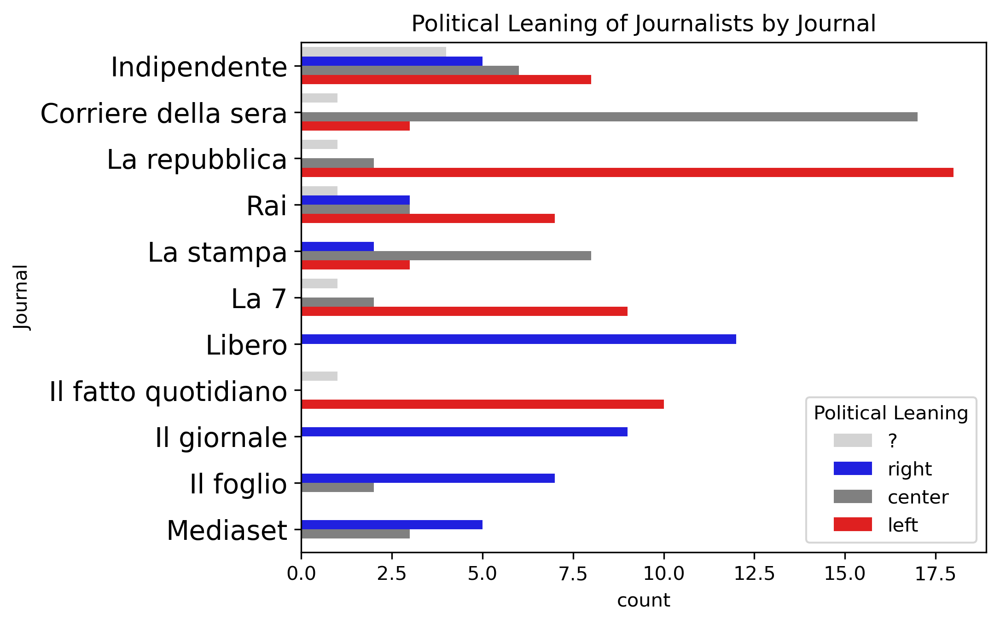 Political Leaning of Journalists by Journal
Indipendente
Corriere della sera
La repubblica
Rai
La stampa
La 7
Libero
Il fatto quotidiano
Il giornale
Il foglio
Mediaset
Journal
0.0 2.5 5.0 7.5 10.0 12.5 15.0 17.5
count
Political Leaning
?
right
center
left